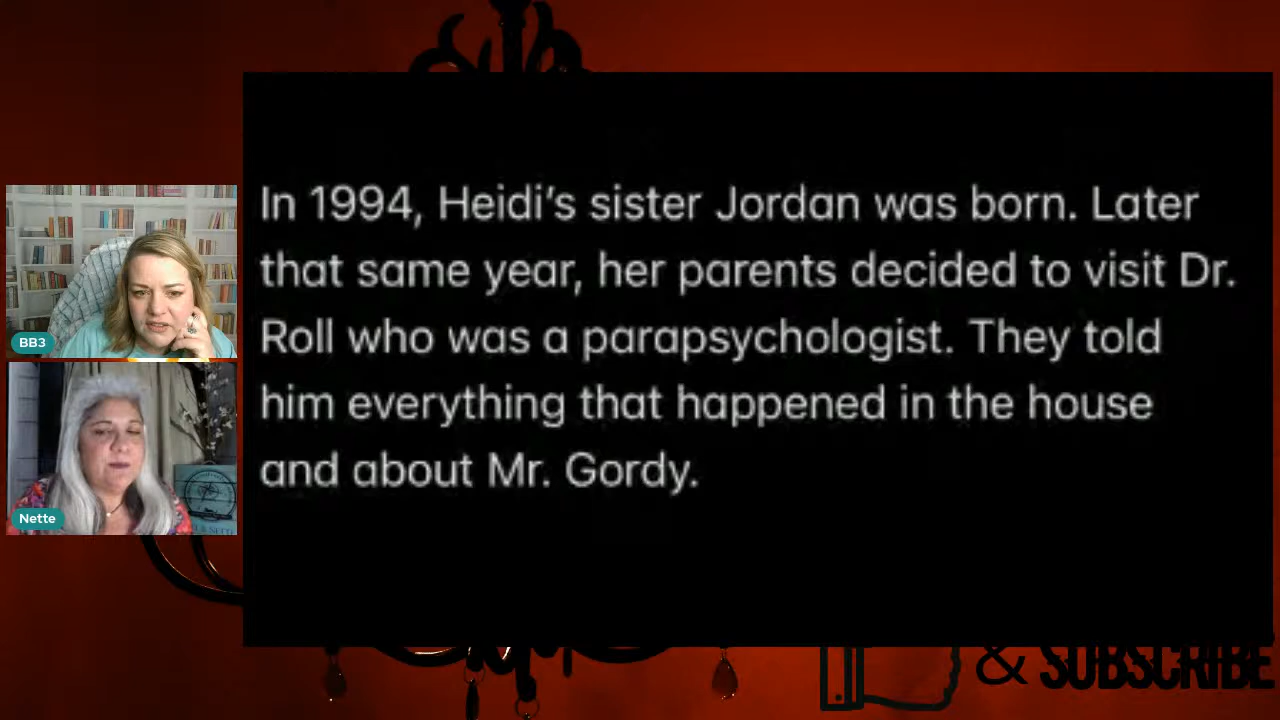 In 1994, Heidi's sister Jordan was born. Later
that same year, her parents decided to visit Dr.
Roll who was a parapsychologist. They told
him everything that happened in the house
and about Mr. Gordy.
BB3
Nette
& SUBSCRIBE